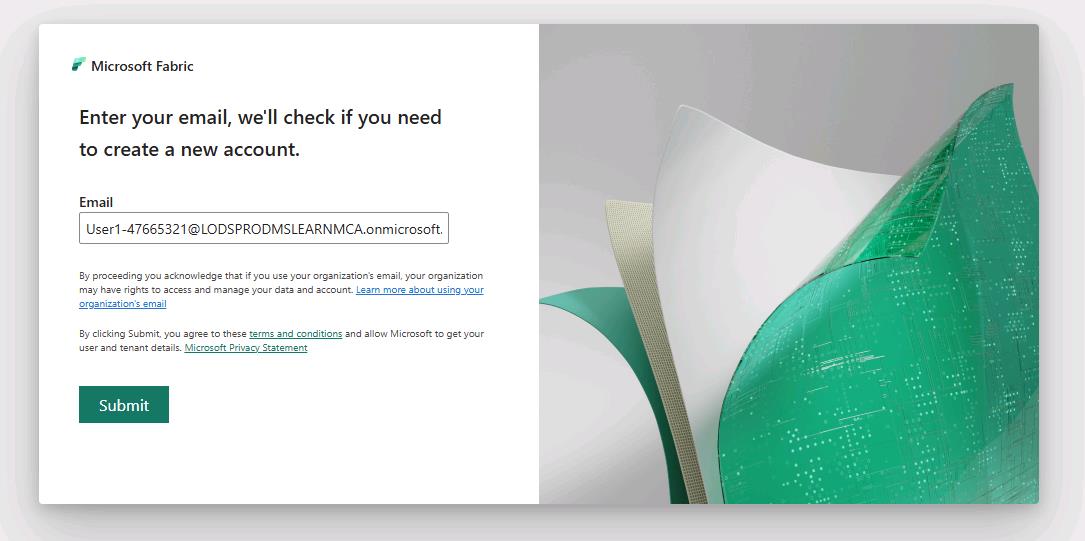 Microsoft Fabric
Enter your email, we'll check if you need
to create a new account.
Email
User1-47665321@LODSPRODMSLEARNMCA.onmicrosoft.
By proceeding you acknowledge that if you use your organization's email, your organization
may have rights to access and manage your data and account. Learn more about using your
organization's email
By clicking Submit, you agree to these terms and conditions and allow Microsoft to get your
user and tenant details. Microsoft Privacy Statement
Submit